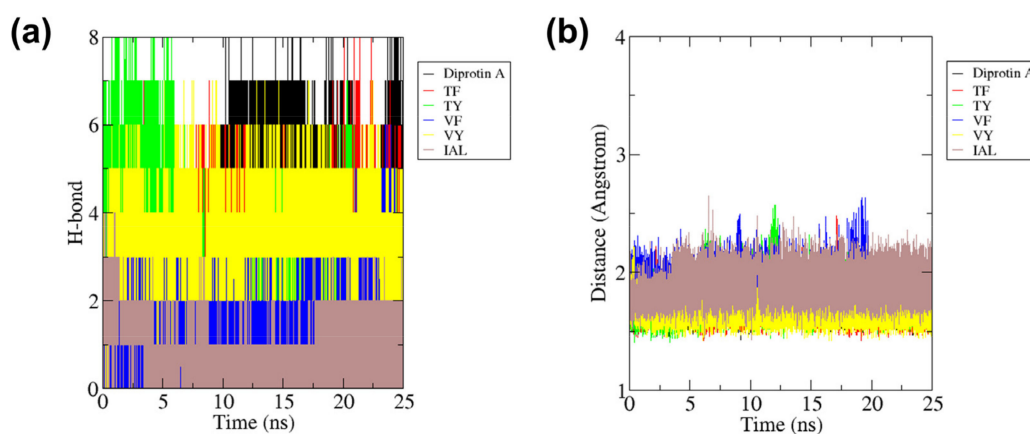 (a)
H-bond
8
6
4
2
0
0 5 10 15 20 25
Time (ns)
Diprotin A
TF
TY
VF
VY
IAL
(b)
Distance (Angstrom)
4
3
2
1
0 5 10 15 20 25
Time (ns)
Diprotin A
TF
TY
VF
VY
IAL